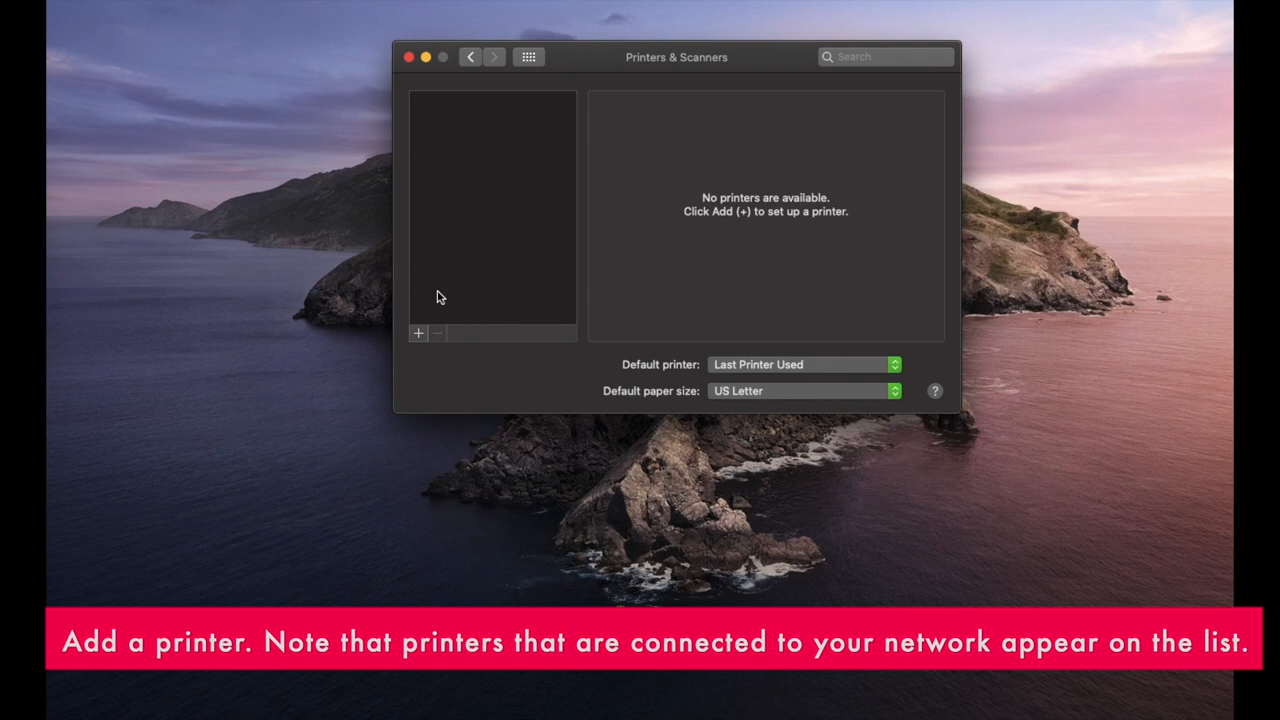 Printers & Scanners
Search
No printers are available.
Click Add (+) to set up a printer.
+ −
Default printer: Last Printer Used
Default paper size: US Letter
?
Add a printer. Note that printers that are connected to your network appear on the list.